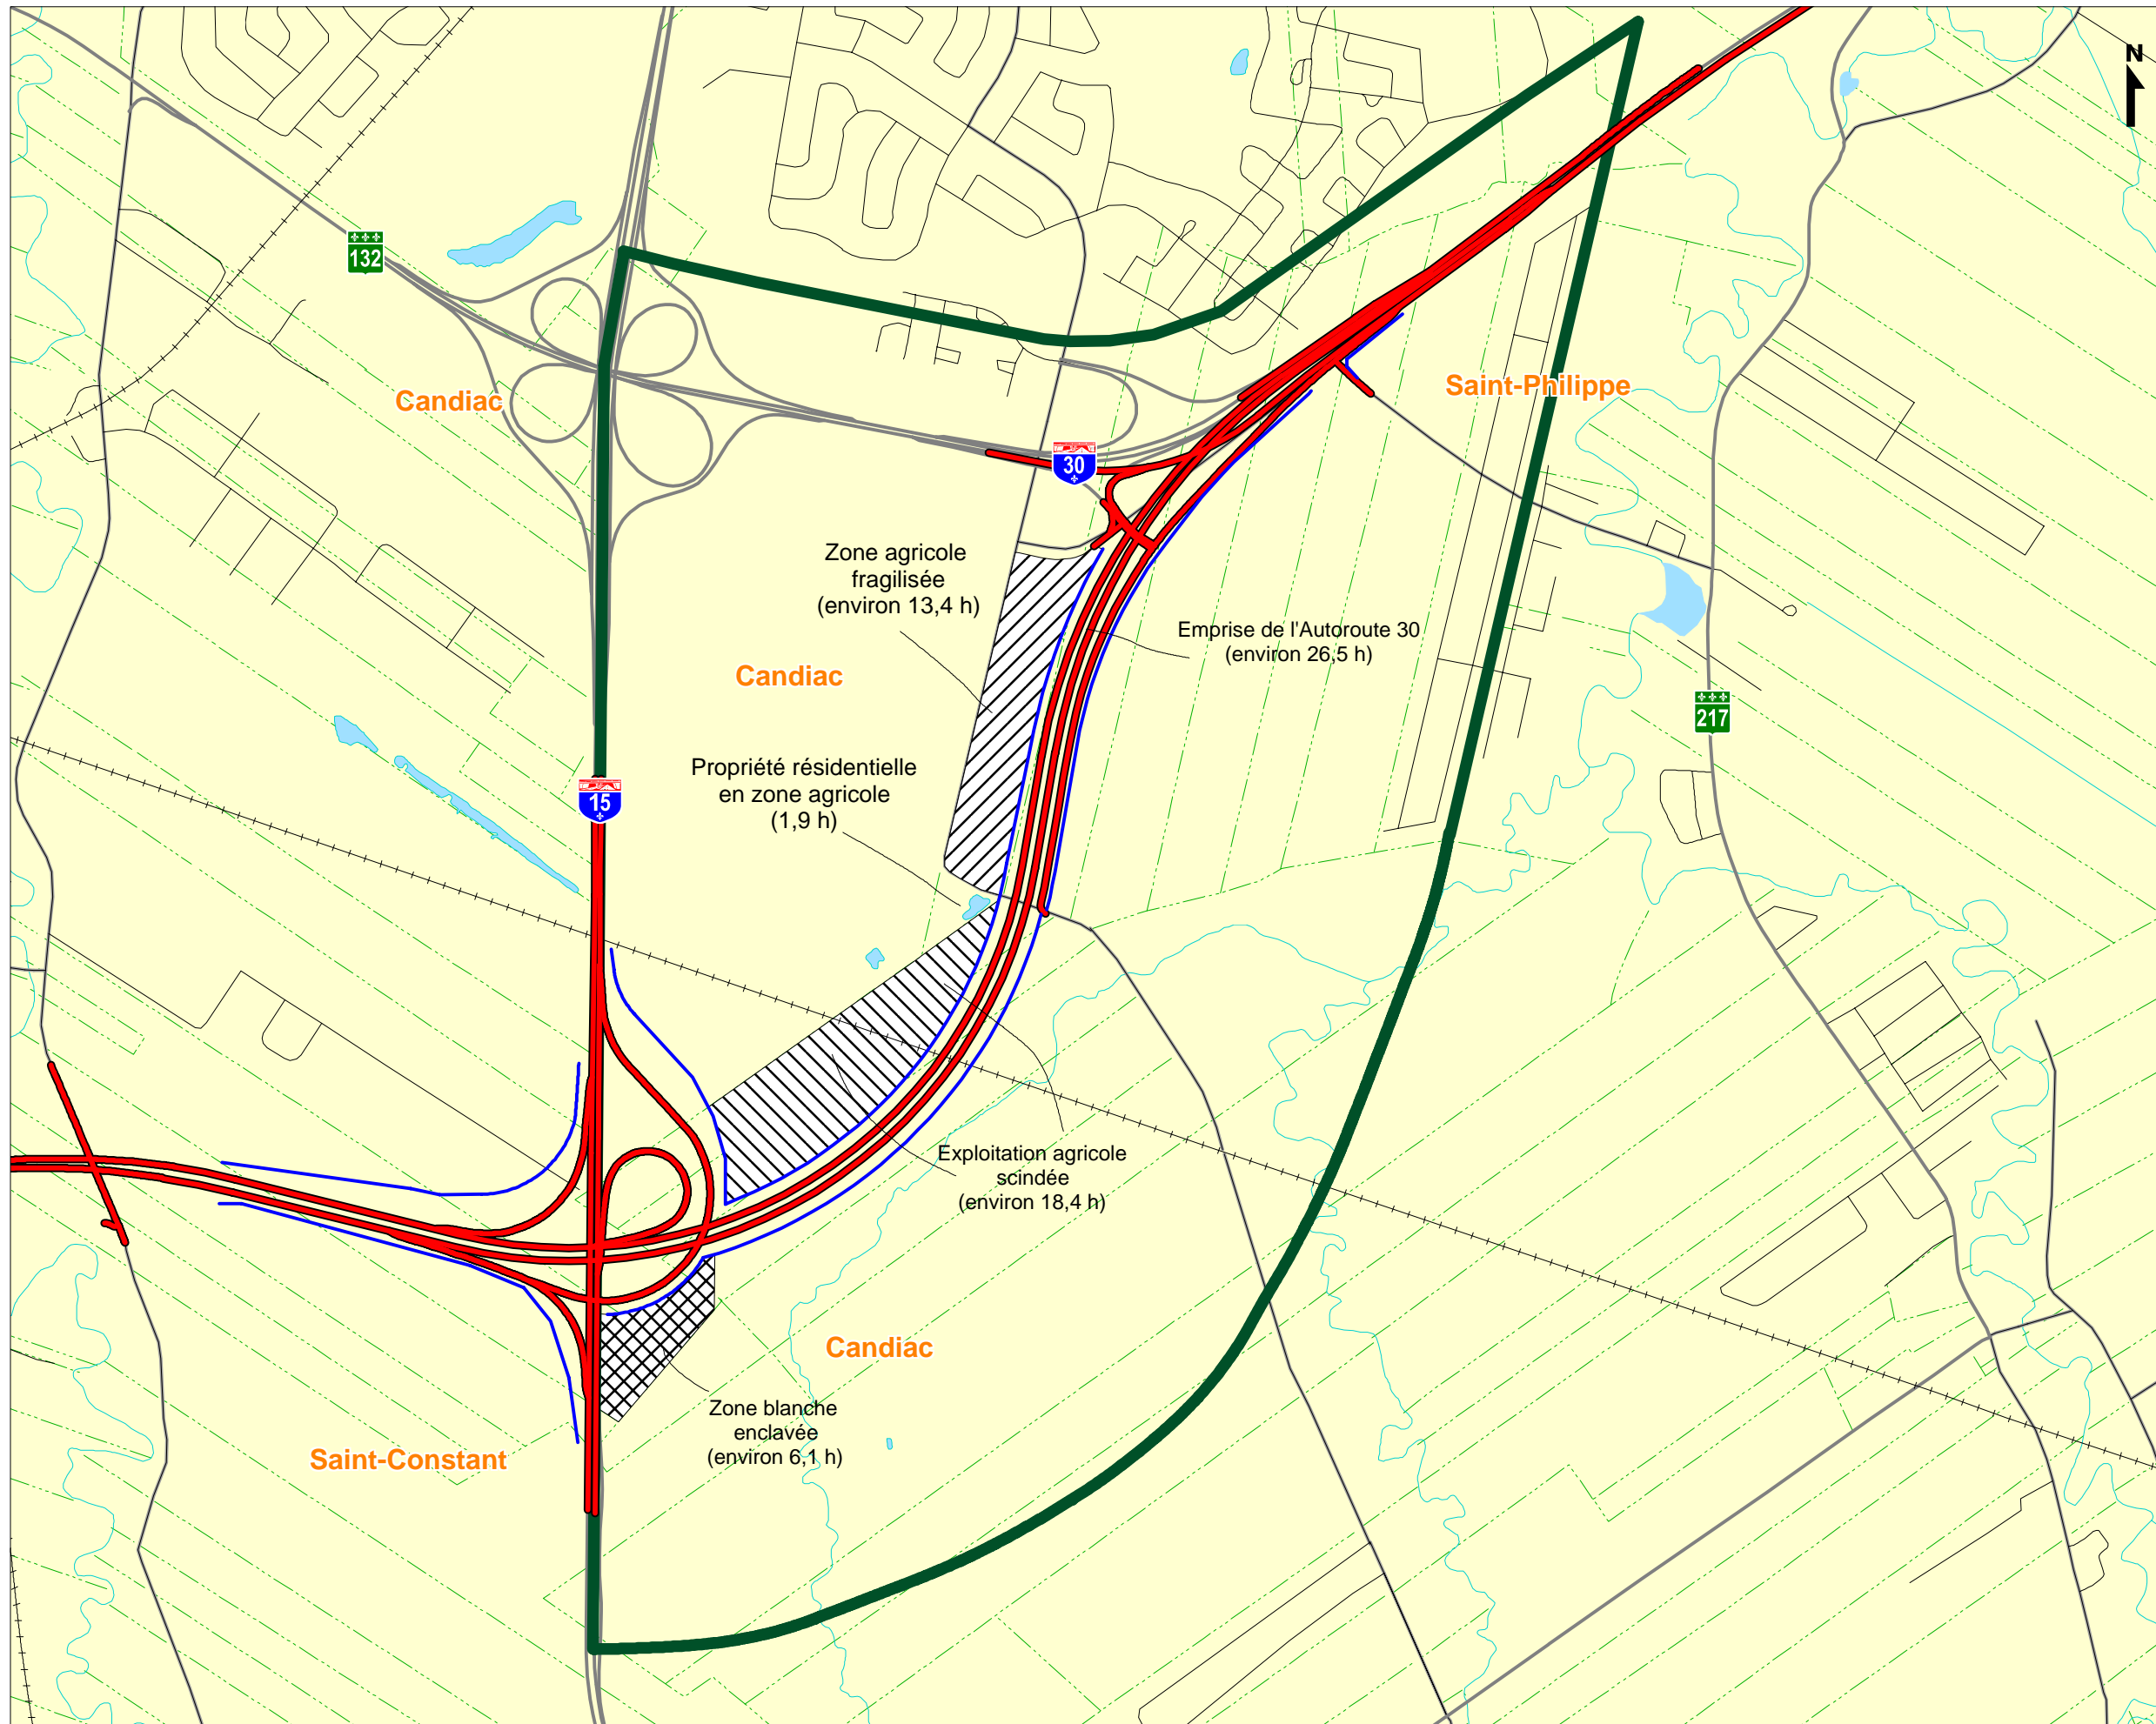 N
132
Candiac
Saint-Philippe
30
Zone agricole
fragilisée
(environ 13,4 h)
Emprise de l'Autoroute 30
(environ 26,5 h)
Candiac
217
Propriété résidentielle
en zone agricole
(1,9 h)
15
Exploitation agricole
scindée
(environ 18,4 h)
Candiac
Zone blanche
enclavée
(environ 6,1 h)
Saint-Constant